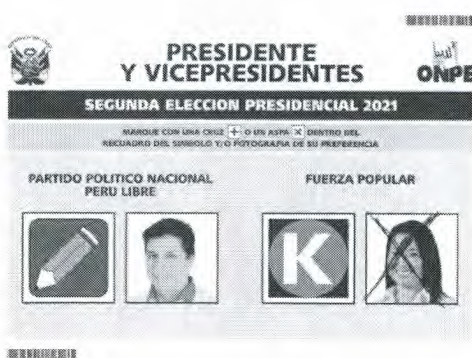 PRESIDENTE
Y VICEPRESIDENTES
ONPE
SEGUNDA ELECCION PRESIDENCIAL 2021
MARQUE CON UNA CRUZ + O UN ASPA X DENTRO DEL
RECUADRO DEL SIMBOLO Y/O FOTOGRAFIA DE SU PREFERENCIA
PARTIDO POLITICO NACIONAL
PERU LIBRE
FUERZA POPULAR
K